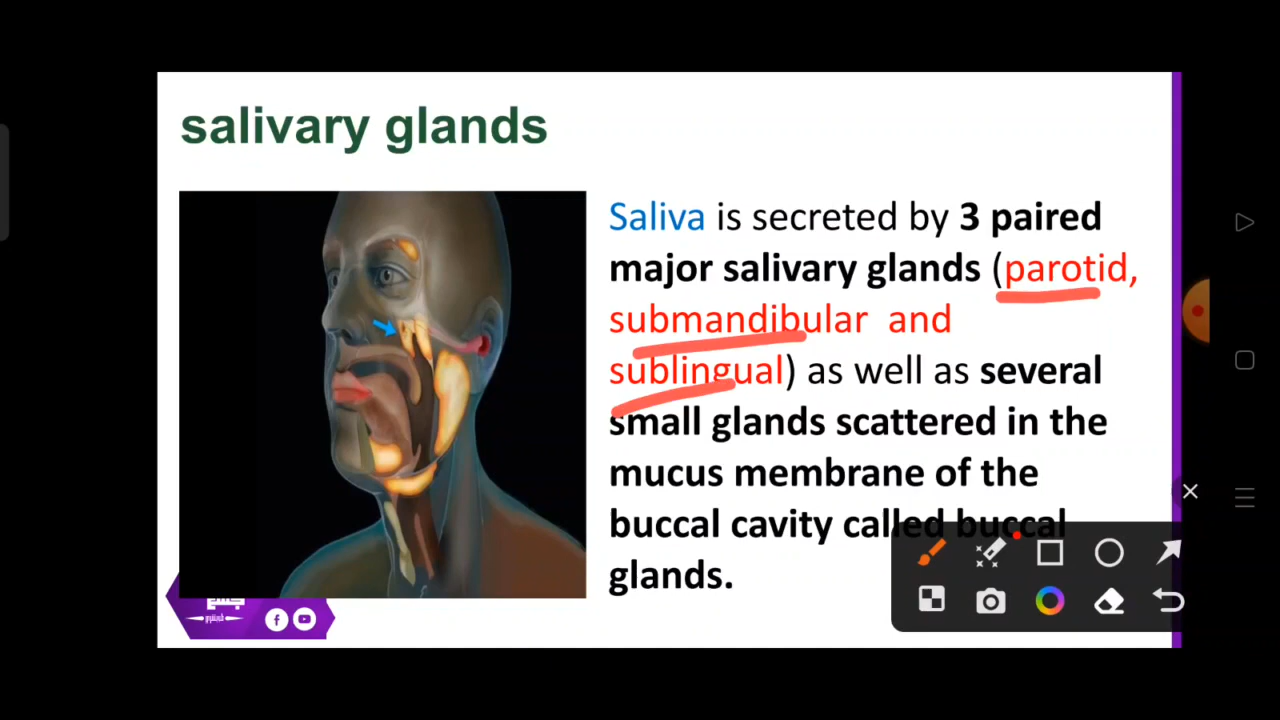 salivary glands
Saliva is secreted by 3 paired
major salivary glands (parotid,
submandibular and
sublingual) as well as several
small glands scattered in the
mucus membrane of the
buccal cavity called buccal
glands.